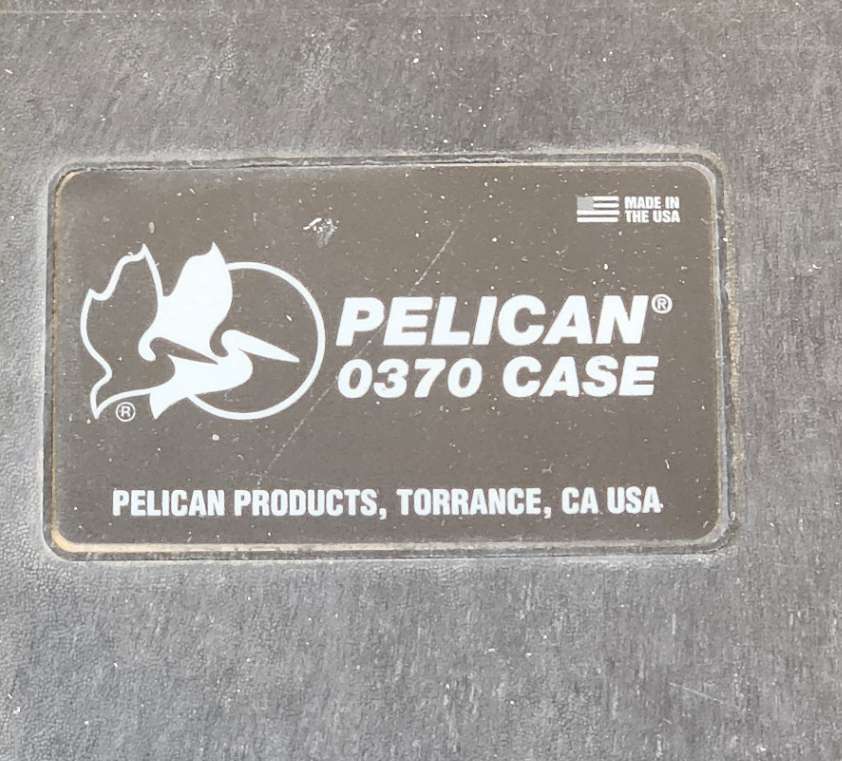 MADE IN
THE USA
PELICAN®
0370 CASE
®
PELICAN PRODUCTS, TORRANCE, CA USA